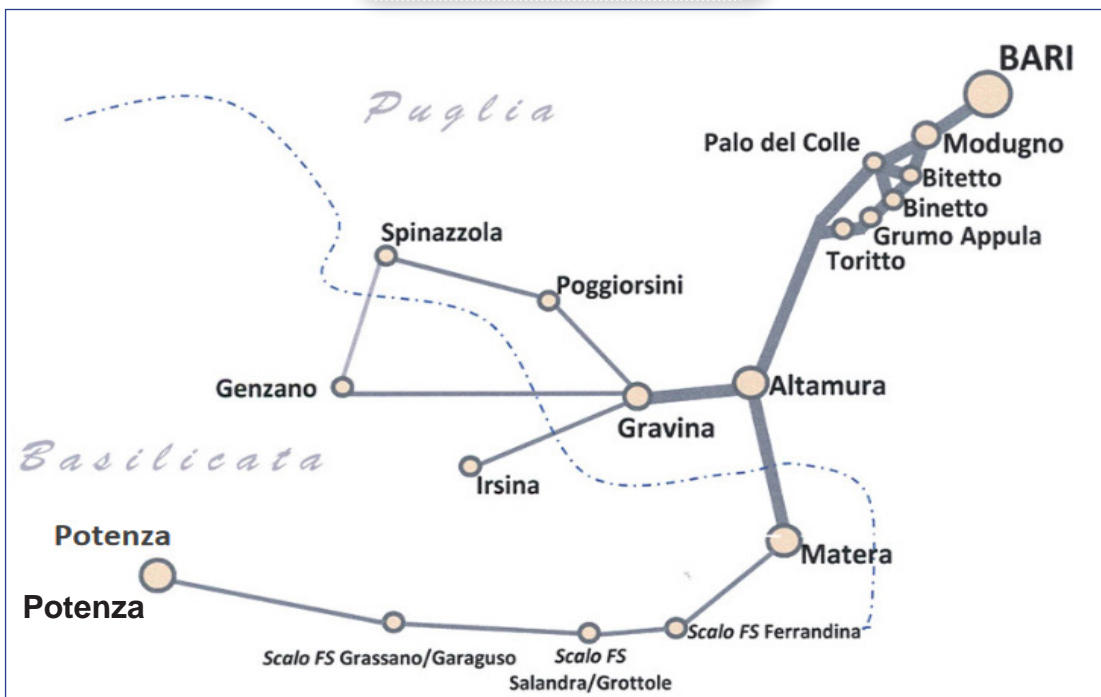 BARI
Puglia
Palo del Colle
Modugno
Bitetto
Binetto
Grumo Appula
Toritto
Spinazzola
Poggiorsini
Genzano
Altamura
Gravina
Basilicata
Irsina
Potenza
Matera
Potenza
Scalo FS Ferrandina
Scalo FS Grassano/Garaguso
Scalo FS
Salandra/Grottole